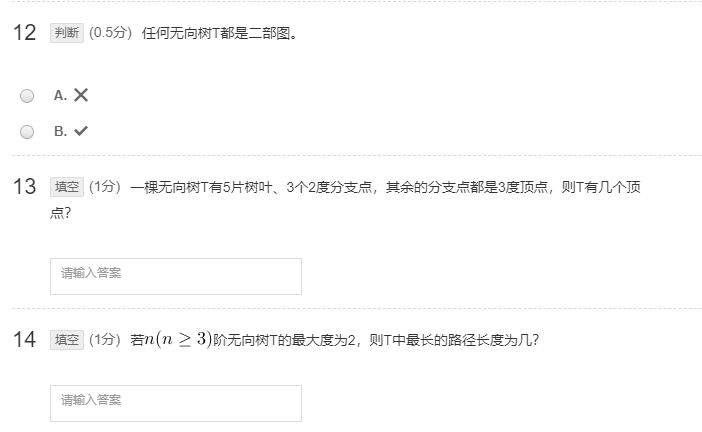 12 判断 (0.5分) 任何无向树T都是二部图。
A. ✕
B. ✓
13 填空 (1分) 一棵无向树T有5片树叶、3个2度分支点，其余的分支点都是3度顶点，则T有几个顶
点？
请输入答案
14 填空 (1分) 若n(n ≥ 3)阶无向树T的最大度为2，则T中最长的路径长度为几？
请输入答案